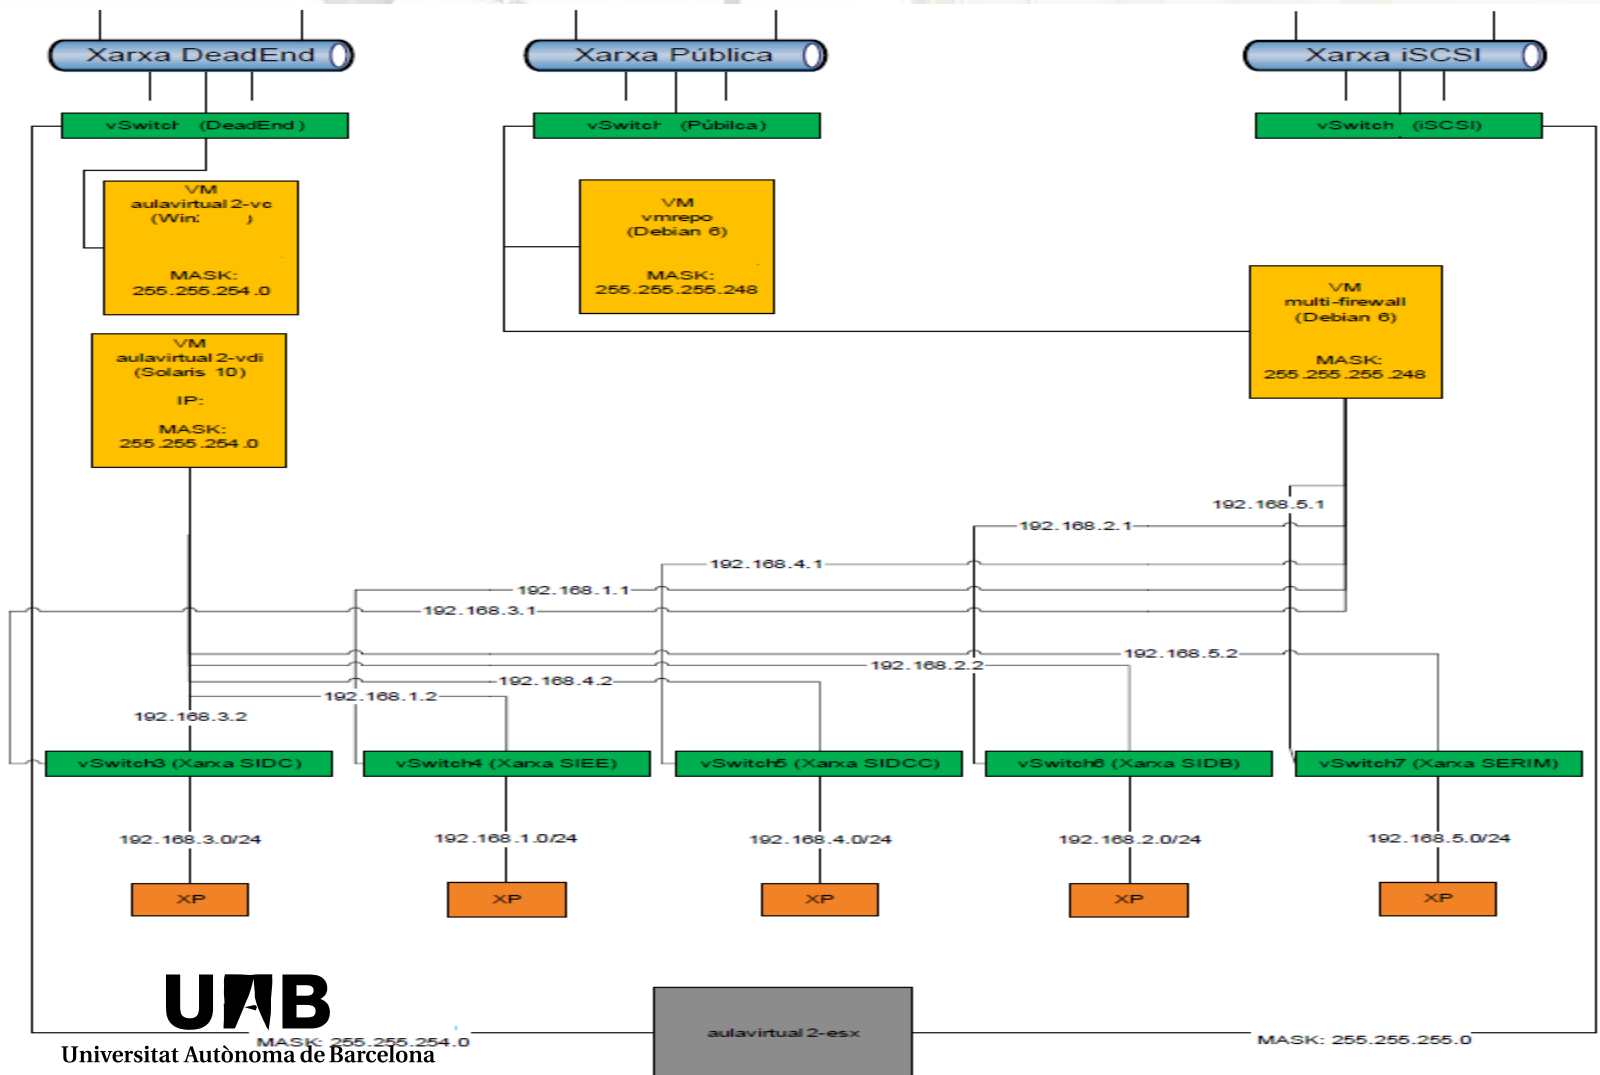 Xarxa DeadEnd
Xarxa Pública
Xarxa iSCSI
vSwitch (DeadEnd)
vSwitch (Púbilca)
vSwitch (iSCSI)
VM
aulavirtual2-vc
(Win: )
MASK:
255.255.254.0
VM
vmrepo
(Debian 6)
MASK:
255.255.255.248
VM
multi-firewall
(Debian 6)
MASK:
255.255.255.248
VM
aulavirtual2-vdi
(Solaris 10)
IP:
MASK:
255.255.254.0
192.168.5.1
192.168.2.1
192.168.4.1
192.168.1.1
192.168.3.1
192.168.5.2
192.168.2.2
192.168.4.2
192.168.1.2
192.168.3.2
vSwitch3 (Xarxa SIDC)
vSwitch4 (Xarxa SIEE)
vSwitch5 (Xarxa SIDCC)
vSwitch6 (Xarxa SIDB)
vSwitch7 (Xarxa SERIM)
192.168.3.0/24
192.168.1.0/24
192.168.4.0/24
192.168.2.0/24
192.168.5.0/24
XP
XP
XP
XP
XP
UAB
Universitat Autònoma de Barcelona
MASK: 255.255.254.0
aulavirtual2-esx
MASK: 255.255.255.0